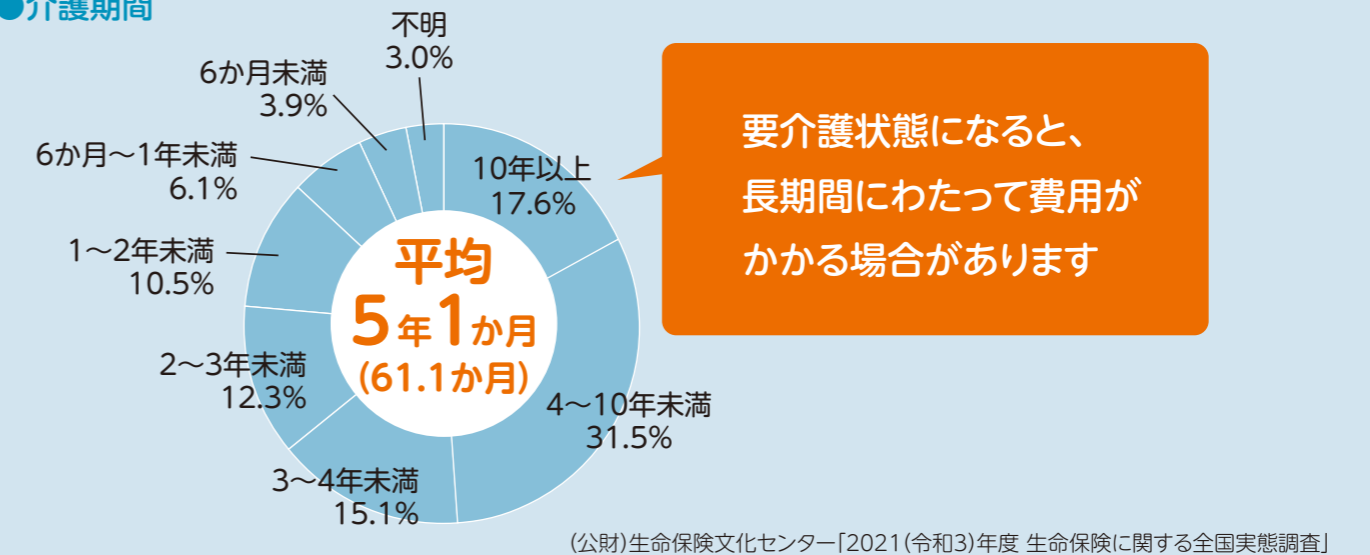 ●介護期間
不明
3.0%
6か月未満
3.9%
6か月～1年未満
6.1%
1～2年未満
10.5%
2～3年未満
12.3%
3～4年未満
15.1%
4～10年未満
31.5%
10年以上
17.6%
平均
5年1か月
(61.1か月)
要介護状態になると、
長期間にわたって費用が
かかる場合があります
(公財)生命保険文化センター「2021(令和3)年度 生命保険に関する全国実態調査」